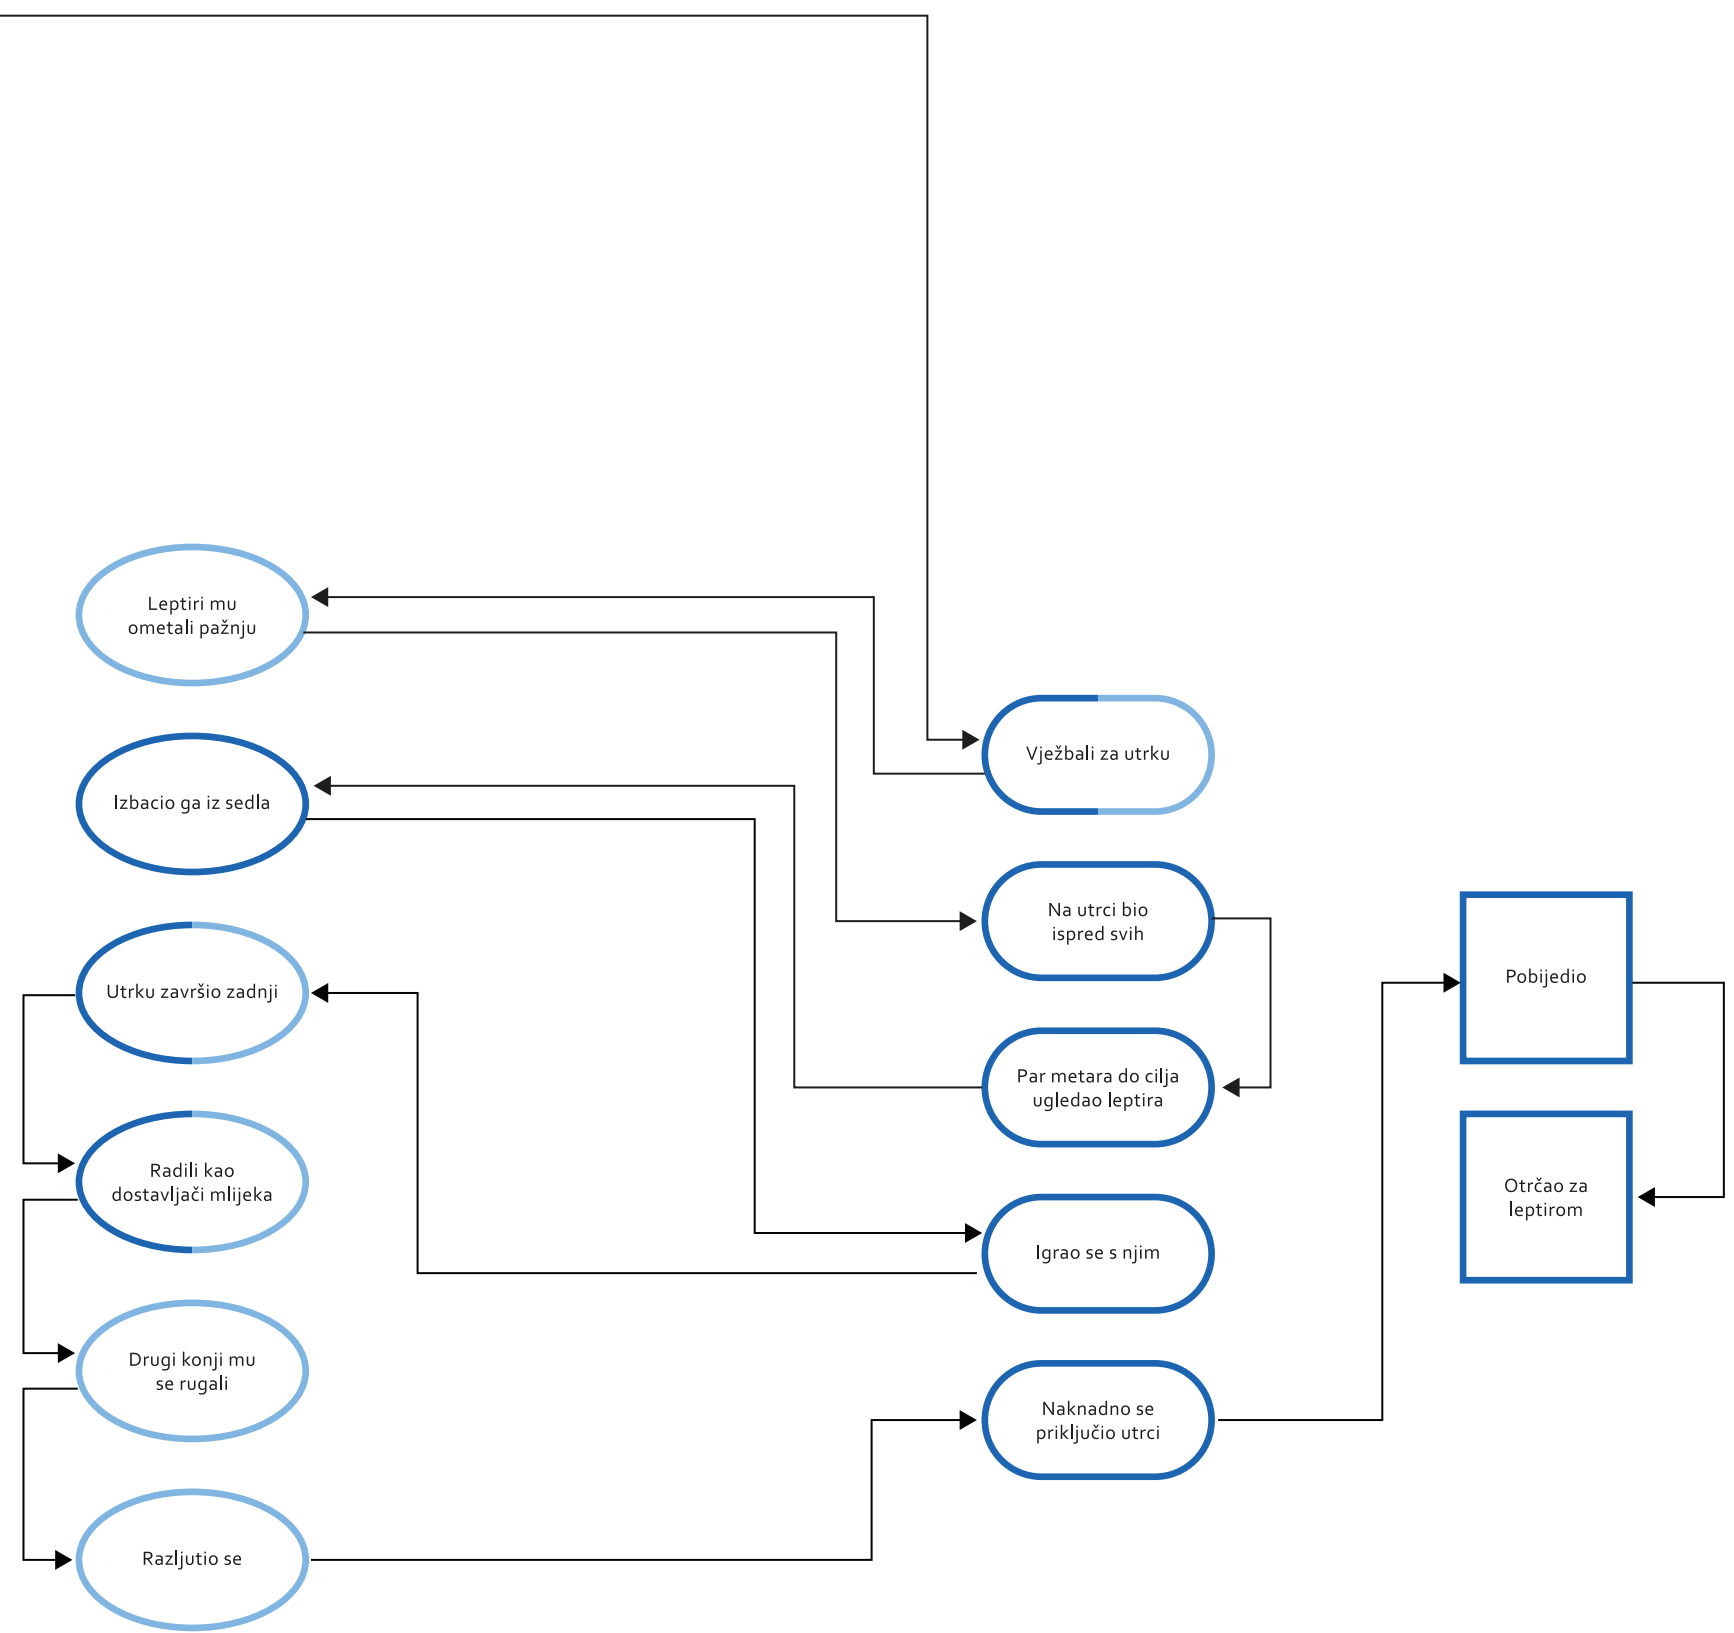 Leptiri mu
ometali pažnju
Izbacio ga iz sedla
Utrku završio zadnji
Radili kao
dostavljači mlijeka
Drugi konji mu
se rugali
Razljutio se
Vježbali za utrku
Na utrci bio
ispred svih
Par metara do cilja
ugledao leptira
Igrao se s njim
Naknadno se
priključio utrci
Pobijedio
Otrčao za
leptirom